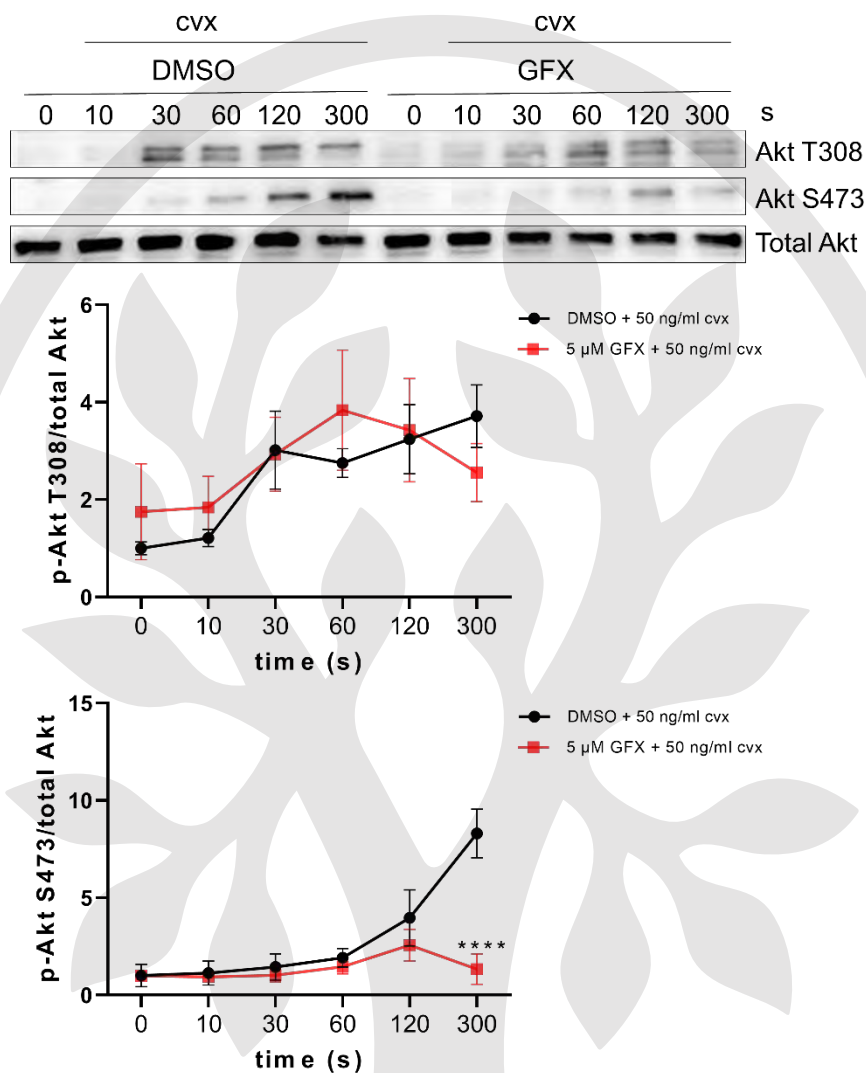 cvx cvx
DMSO GFX
0 10 30 60 120 300 0 10 30 60 120 300 s
Akt T308
Akt S473
Total Akt
6
4
2
0
p-Akt T308/total Akt
DMSO + 50 ng/ml cvx
5 µM GFX + 50 ng/ml cvx
0 10 30 60 120 300
time (s)
15
10
5
0
p-Akt S473/total Akt
DMSO + 50 ng/ml cvx
5 µM GFX + 50 ng/ml cvx
****
0 10 30 60 120 300
time (s)